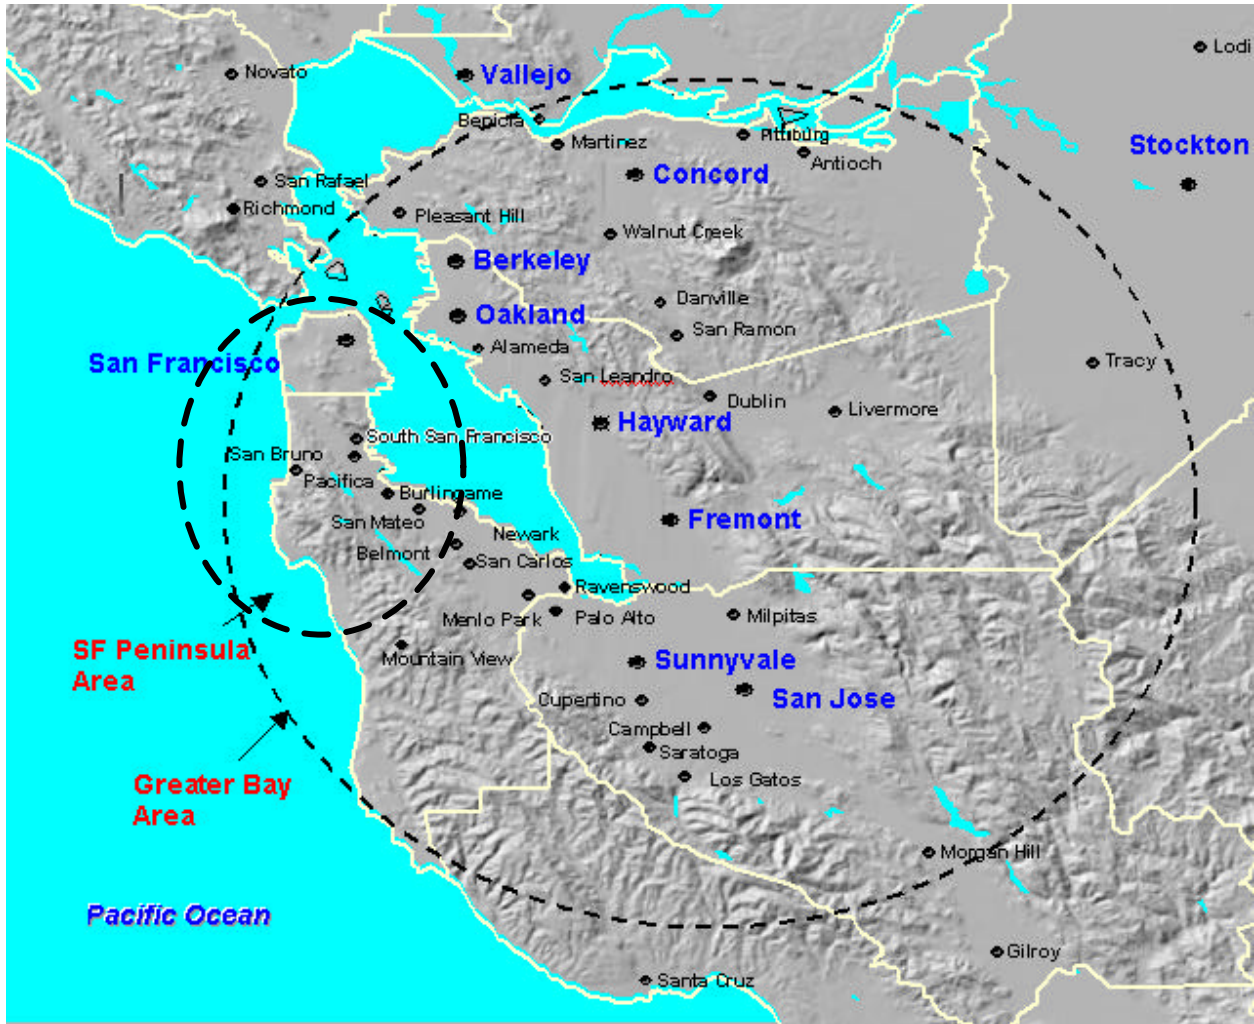 Lodi
Novato
Vallejo
Benicia
Martinez
Pittburg
Antioch
Stockton
Concord
San Rafael
Richmond
Pleasant Hill
Walnut Creek
Berkeley
Danville
Oakland
San Ramon
Alameda
San Francisco
Tracy
San Leandro
Dublin
Livermore
Hayward
South San Francisco
San Bruno
Pacifica
Burlingame
San Mateo
Fremont
Newark
Belmont
San Carlos
Ravenswood
Menlo Park
Palo Alto
Milpitas
SF Peninsula
Area
Mountain View
Sunnyvale
San Jose
Cupertino
Campbell
Saratoga
Los Gatos
Greater Bay
Area
Morgan Hill
Pacific Ocean
Gilroy
Santa Cruz